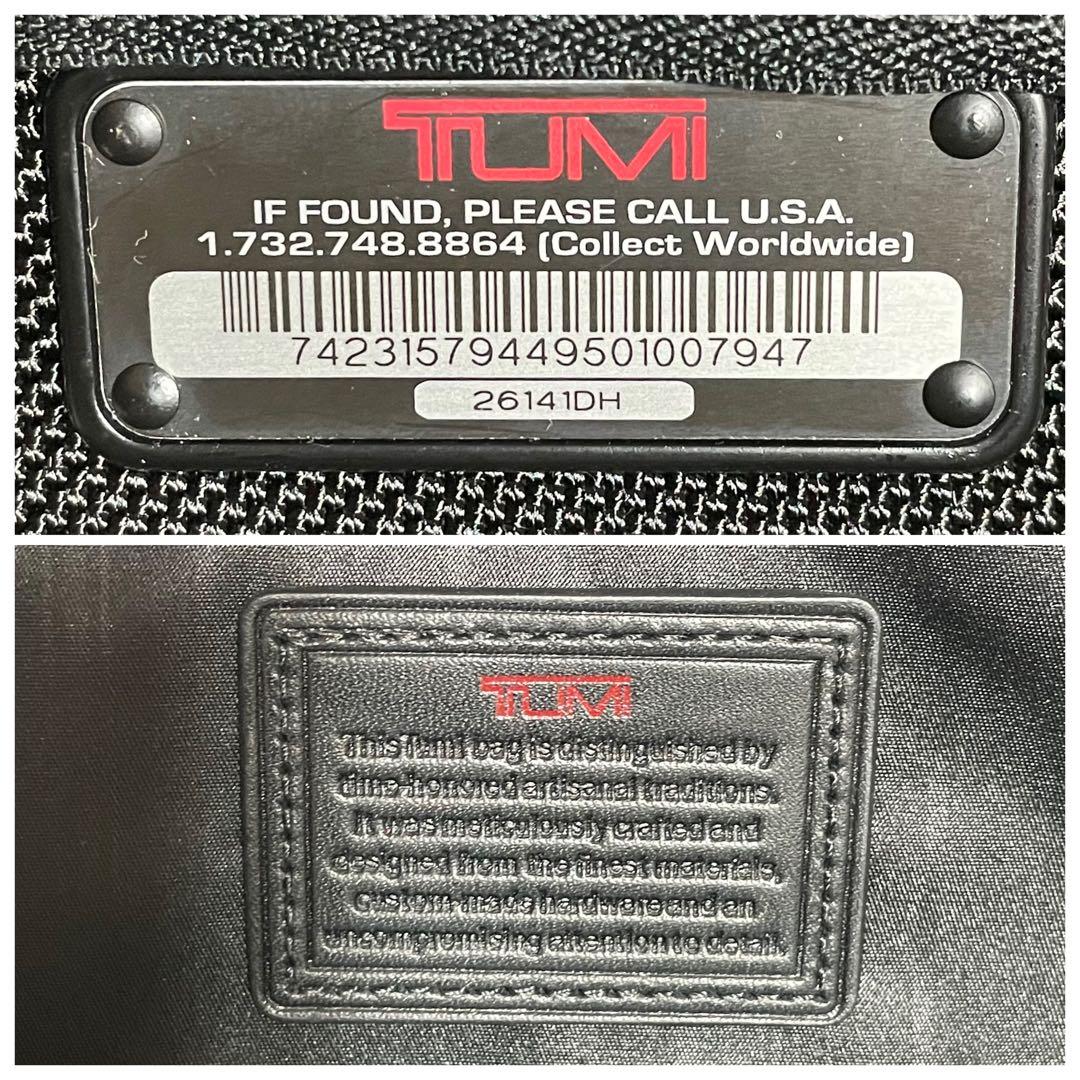 TUMI
IF FOUND, PLEASE CALL U.S.A.
1.732.748.8864 (Collect Worldwide)
74231579449501007947
26141DH
TUMI
This Tumi bag is distinguished by
time-honored artisanal traditions.
It was meticulously crafted and
designed from the finest materials,
custom-made hardware and an
uncompromising attention to detail.